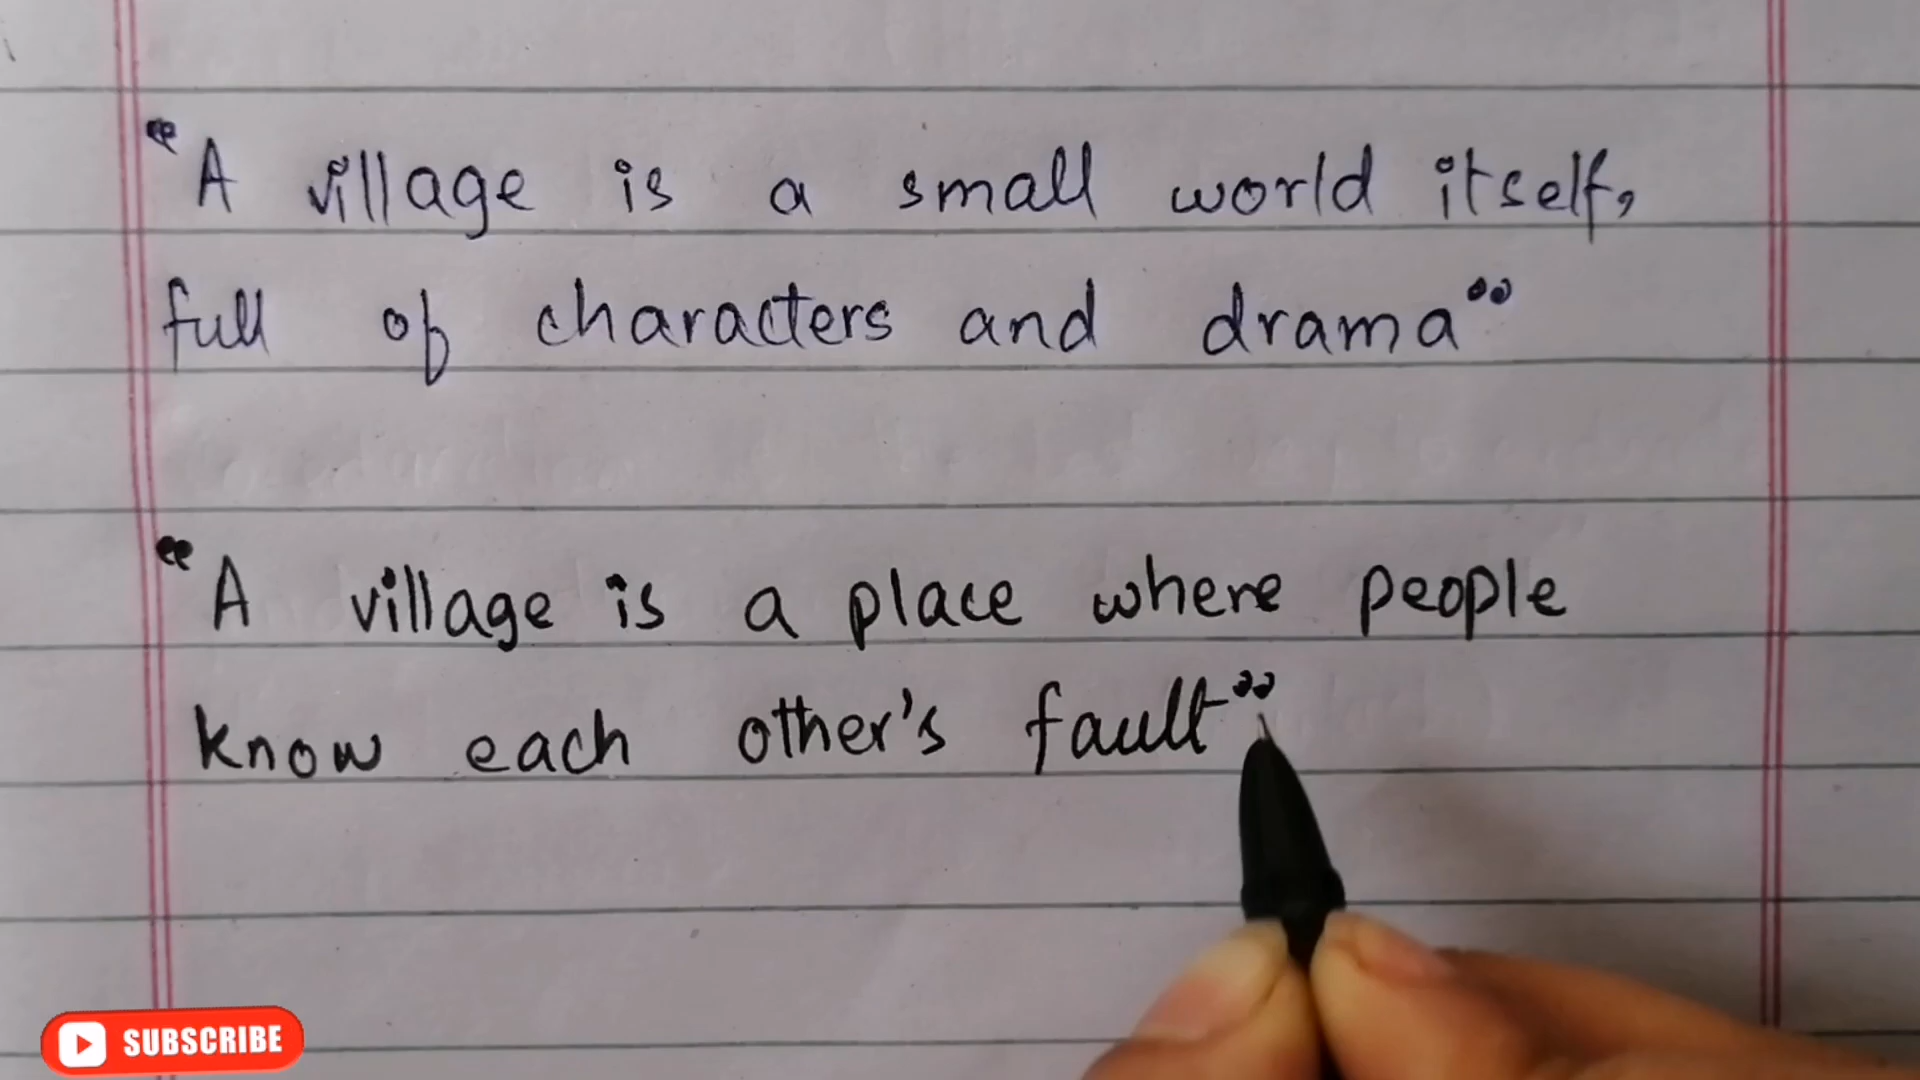 "A village is a small world itself,
full of characters and drama"
"A village is a place where people
know each other's fault"
SUBSCRIBE